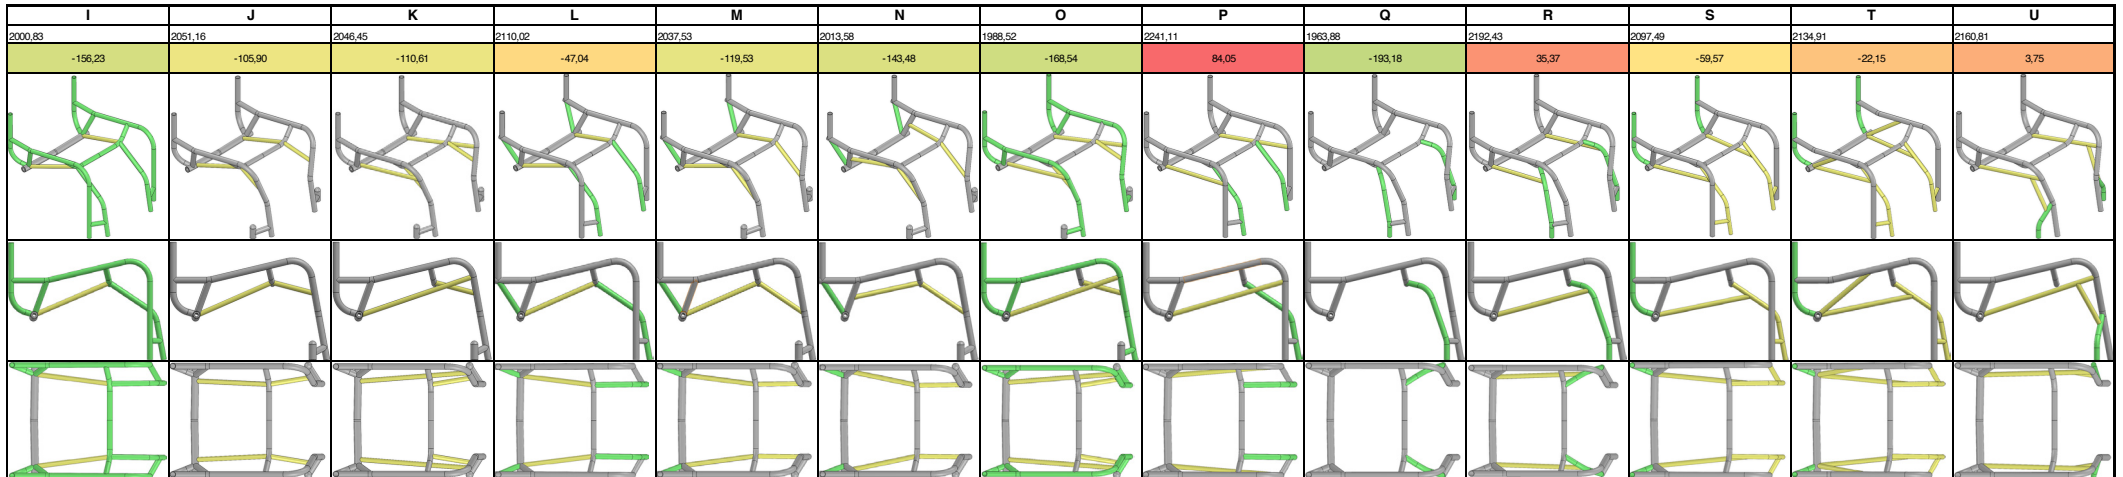 I J K L M N O P Q R S T U
2000,83 2051,16 2046,45 2110,02 2037,53 2013,58 1988,52 2241,11 1963,88 2192,43 2097,49 2134,91 2160,81
-156,23 -105,90 -110,61 -47,04 -119,53 -143,48 -168,54 84,05 -193,18 35,37 -59,57 -22,15 3,75